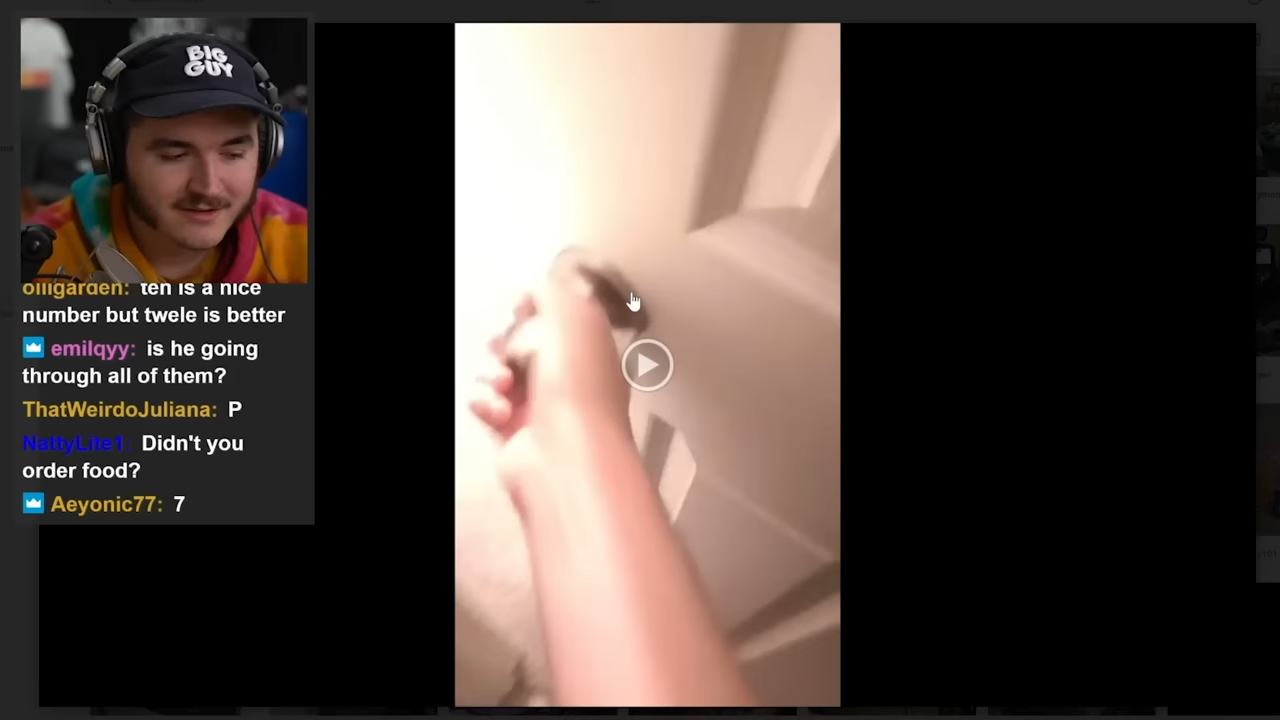 BIG
GUY
olligarden: ten is a nice
number but twele is better
emilqyy: is he going
through all of them?
ThatWeirdoJuliana: P
NattyLite1: Didn't you
order food?
Aeyonic77: 7